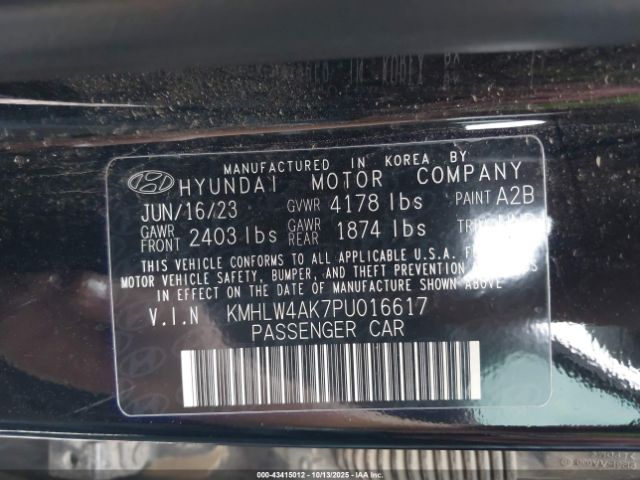 MANUFACTURED IN KOREA BY
HYUNDAI MOTOR COMPANY
JUN/16/23 GVWR 4178 lbs PAINT A2B
GAWR FRONT 2403 lbs GAWR REAR 1874 lbs
THIS VEHICLE CONFORMS TO ALL APPLICABLE U.S.A.
MOTOR VEHICLE SAFETY, BUMPER, AND THEFT PREVENTION
STANDARDS IN EFFECT ON THE DATE OF MANUFACTURE SHOWN ABOVE
V.I.N KMHLW4AK7PU016617
PASSENGER CAR
000-43415012 - 10/13/2025 - IAA Inc.